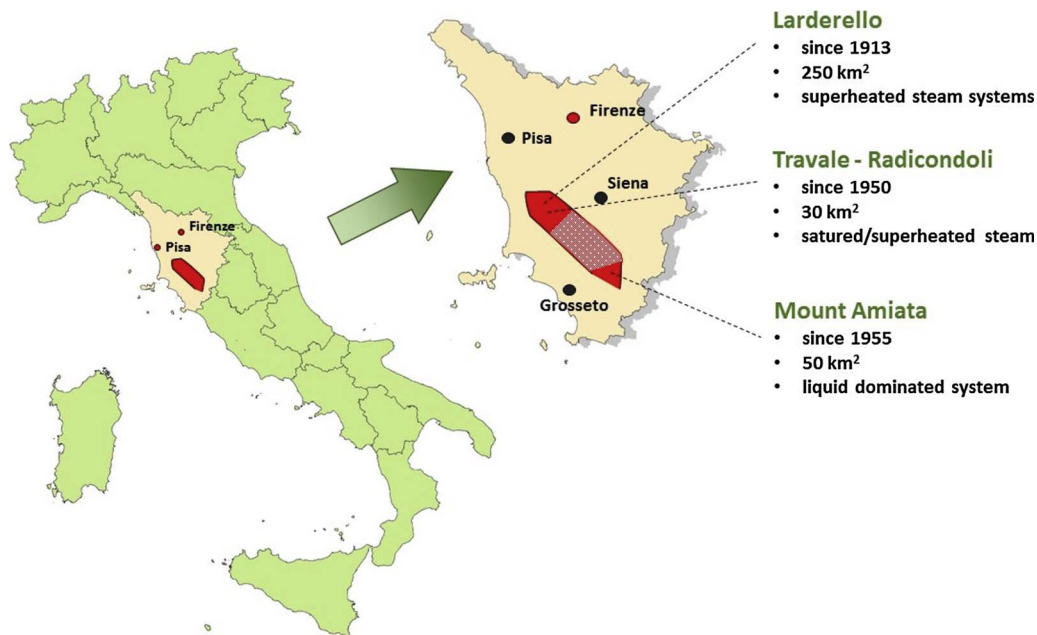 Firenze
Pisa
Firenze
Pisa
Siena
Grosseto
Larderello
• since 1913
• 250 km²
• superheated steam systems
Travale - Radicondoli
• since 1950
• 30 km²
• satured/superheated steam
Mount Amiata
• since 1955
• 50 km²
• liquid dominated system